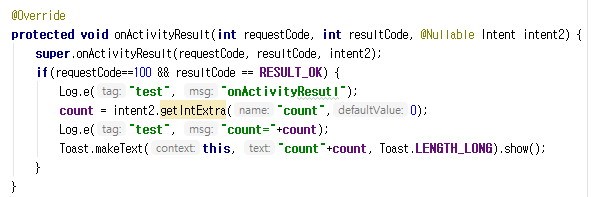 @Override
protected void onActivityResult(int requestCode, int resultCode, @Nullable Intent intent2) {
super.onActivityResult(requestCode, resultCode, intent2);
if(requestCode==100 && resultCode == RESULT_OK) {
Log.e( tag: "test", msg: "onActivityResutl");
count = intent2.getIntExtra( name: "count", defaultValue: 0);
Log.e( tag: "test", msg: "count="+count);
Toast.makeText( context: this, text: "count"+count, Toast.LENGTH_LONG).show();
}
}